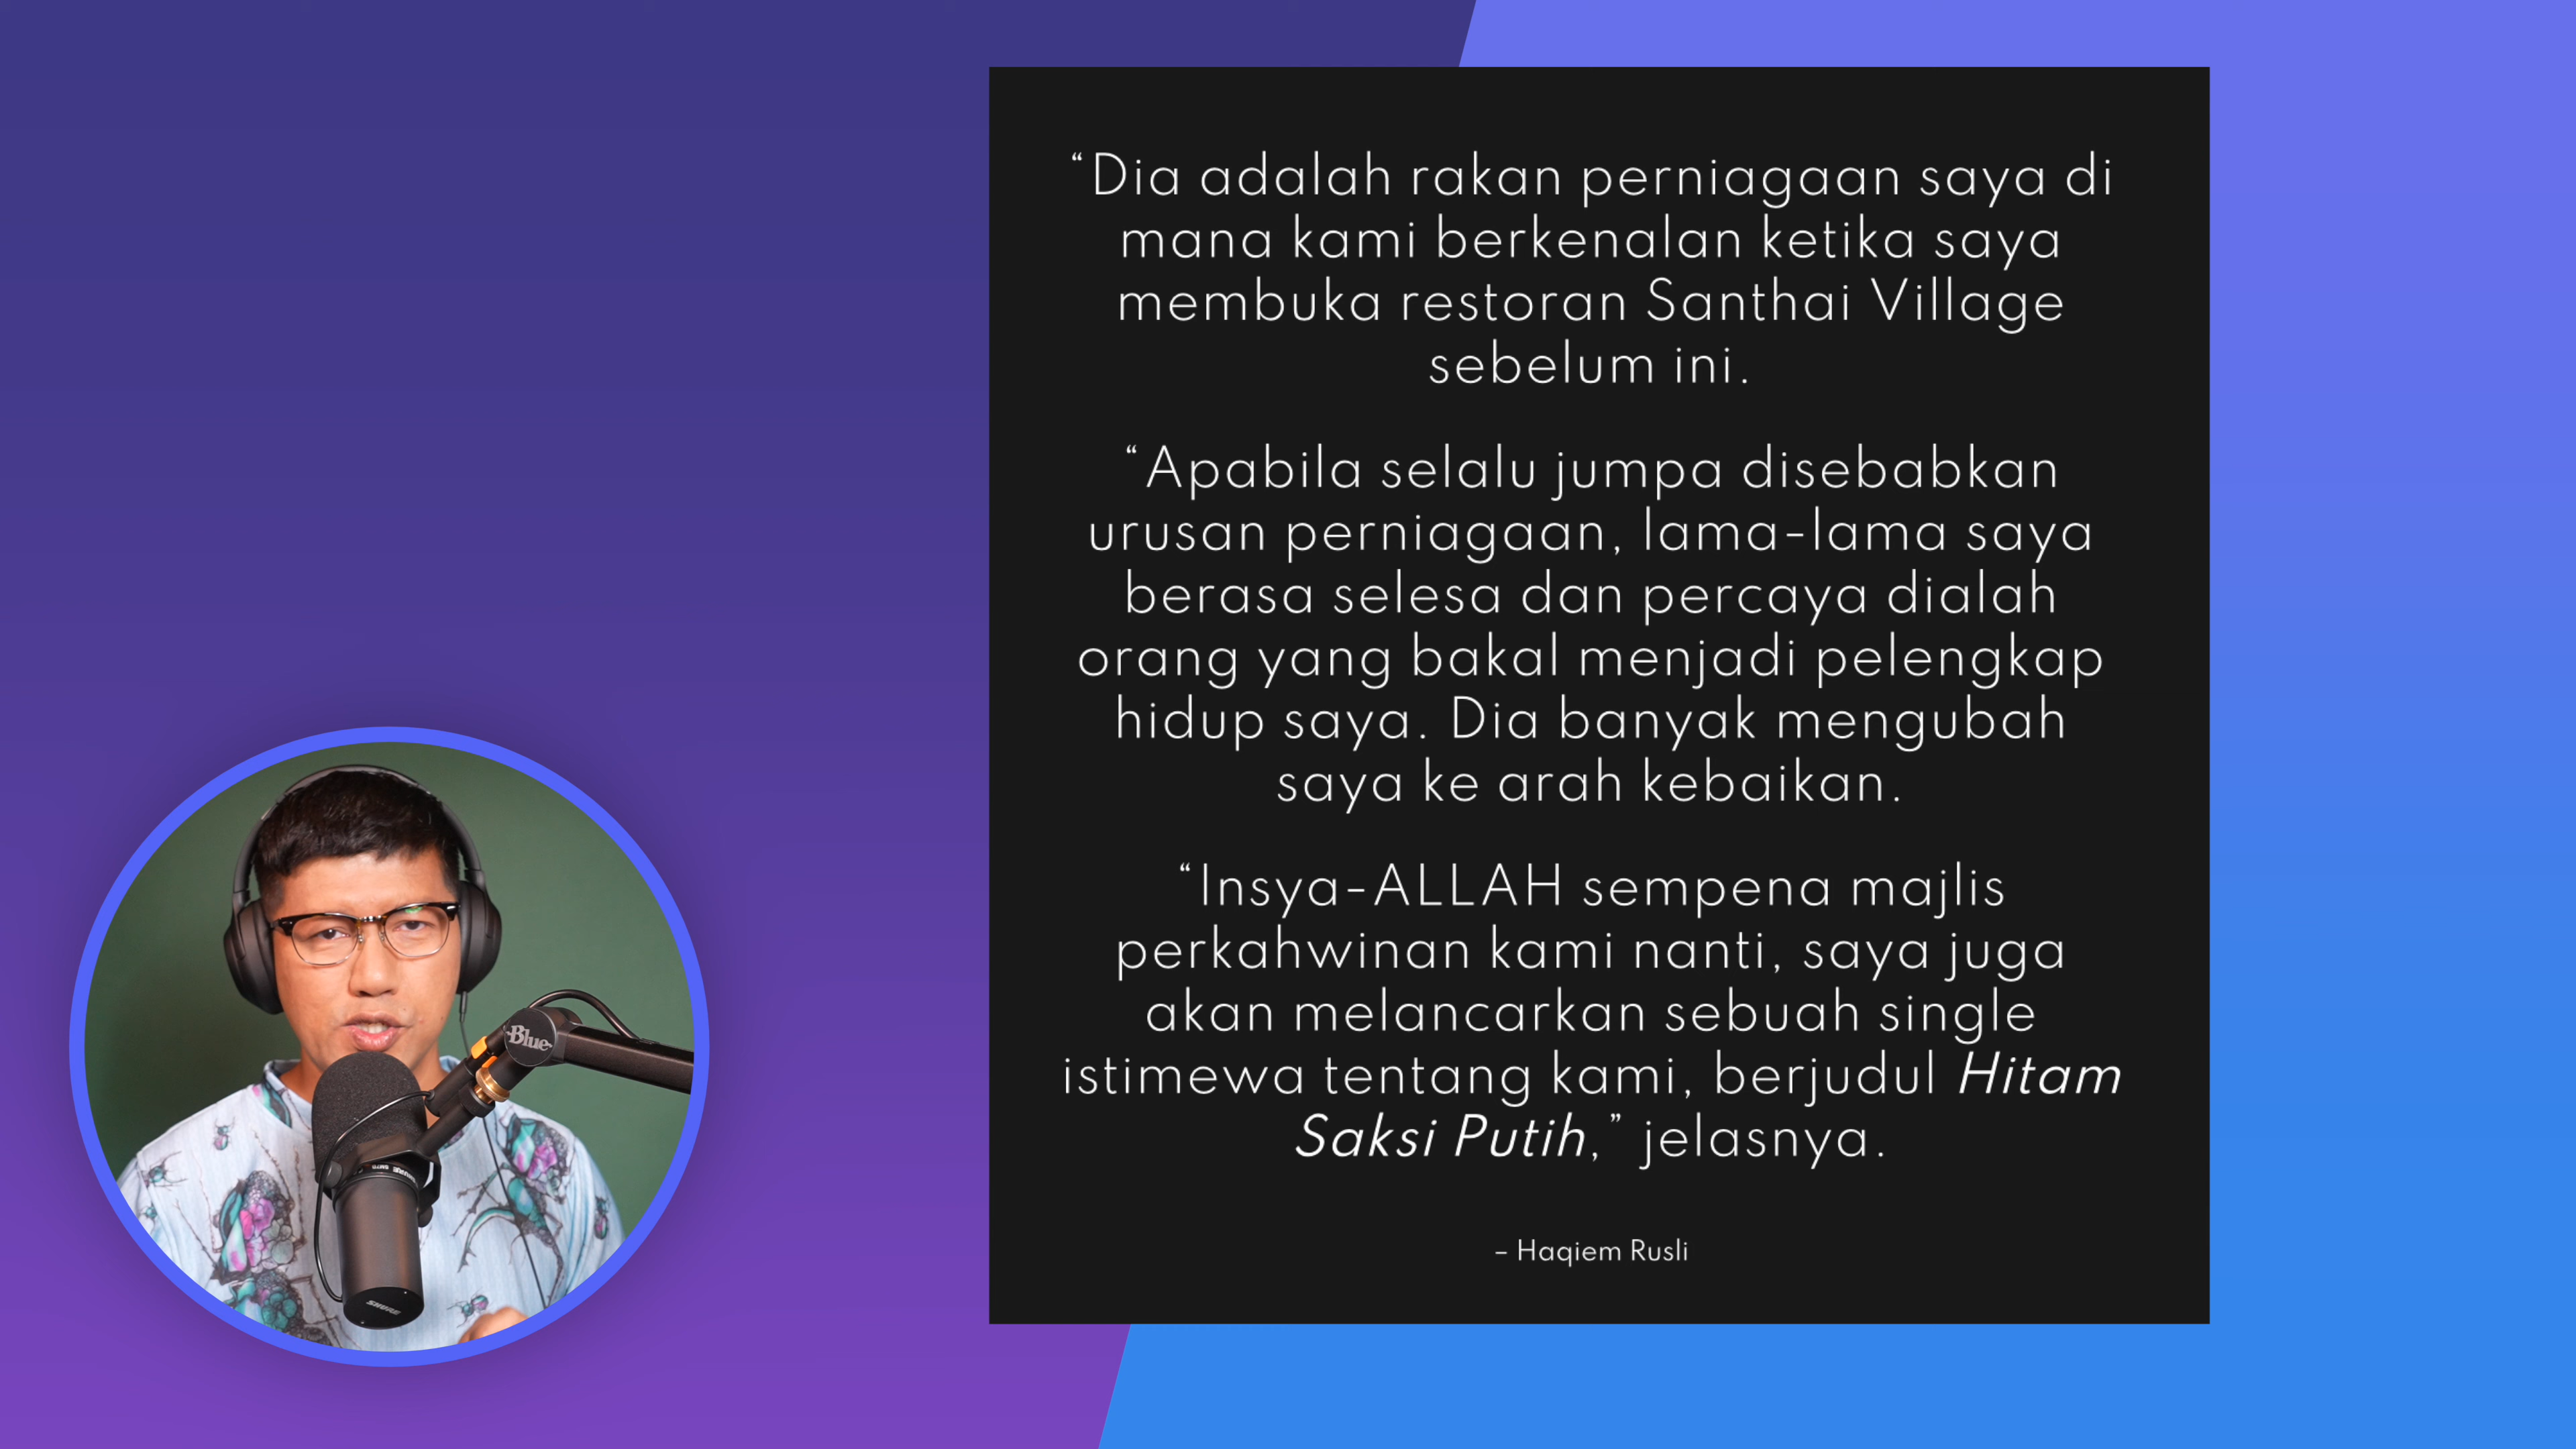 “Dia adalah rakan perniagaan saya di
mana kami berkenalan ketika saya
membuka restoran Santhai Village
sebelum ini.
“Apabila selalu jumpa disebabkan
urusan perniagaan, lama-lama saya
berasa selesa dan percaya dialah
orang yang bakal menjadi pelengkap
hidup saya. Dia banyak mengubah
saya ke arah kebaikan.
“Insya-ALLAH sempena majlis
perkahwinan kami nanti, saya juga
akan melancarkan sebuah single
istimewa tentang kami, berjudul Hitam
Saksi Putih,” jelasnya.
– Haqiem Rusli
Blue
SHURE